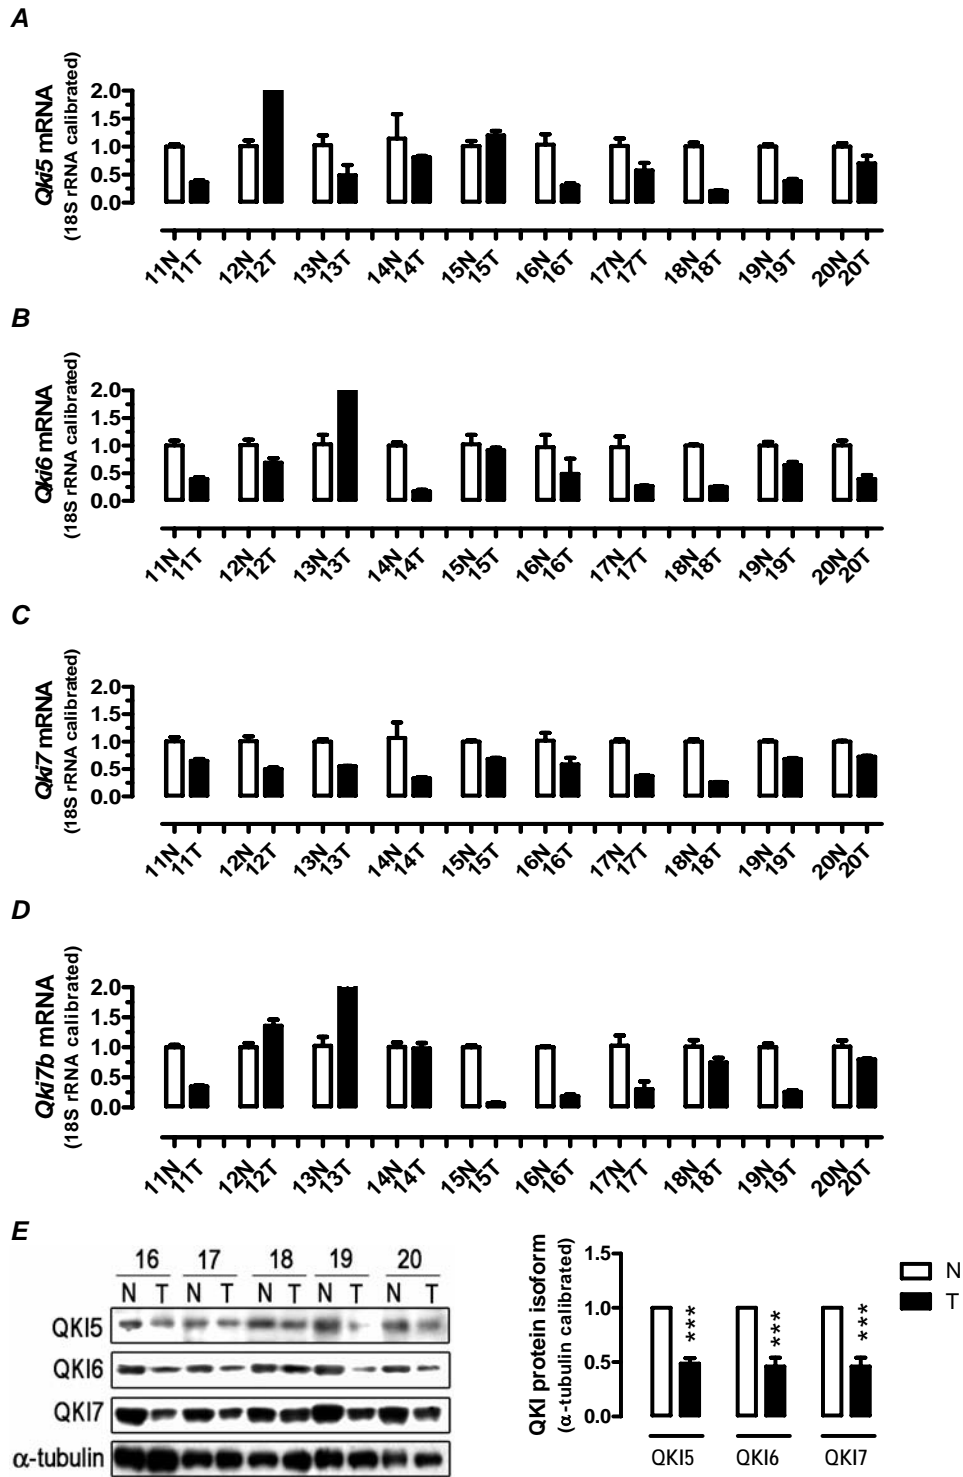 A
Qki5 mRNA
(18S rRNA calibrated)
2.0
1.5
1.0
0.5
0.0
11N 11T 12N 12T 13N 13T 14N 14T 15N 15T 16N 16T 17N 17T 18N 18T 19N 19T 20N 20T
B
Qki6 mRNA
(18S rRNA calibrated)
2.0
1.5
1.0
0.5
0.0
11N 11T 12N 12T 13N 13T 14N 14T 15N 15T 16N 16T 17N 17T 18N 18T 19N 19T 20N 20T
C
Qki7 mRNA
(18S rRNA calibrated)
2.0
1.5
1.0
0.5
0.0
11N 11T 12N 12T 13N 13T 14N 14T 15N 15T 16N 16T 17N 17T 18N 18T 19N 19T 20N 20T
D
Qki7b mRNA
(18S rRNA calibrated)
2.0
1.5
1.0
0.5
0.0
11N 11T 12N 12T 13N 13T 14N 14T 15N 15T 16N 16T 17N 17T 18N 18T 19N 19T 20N 20T
E
16 17 18 19 20
N T N T N T N T N T
QKI5
QKI6
QKI7
α-tubulin
QKI protein isoform
(α-tubulin calibrated)
1.5
1.0
0.5
0.0
*** *** ***
QKI5 QKI6 QKI7
N
T